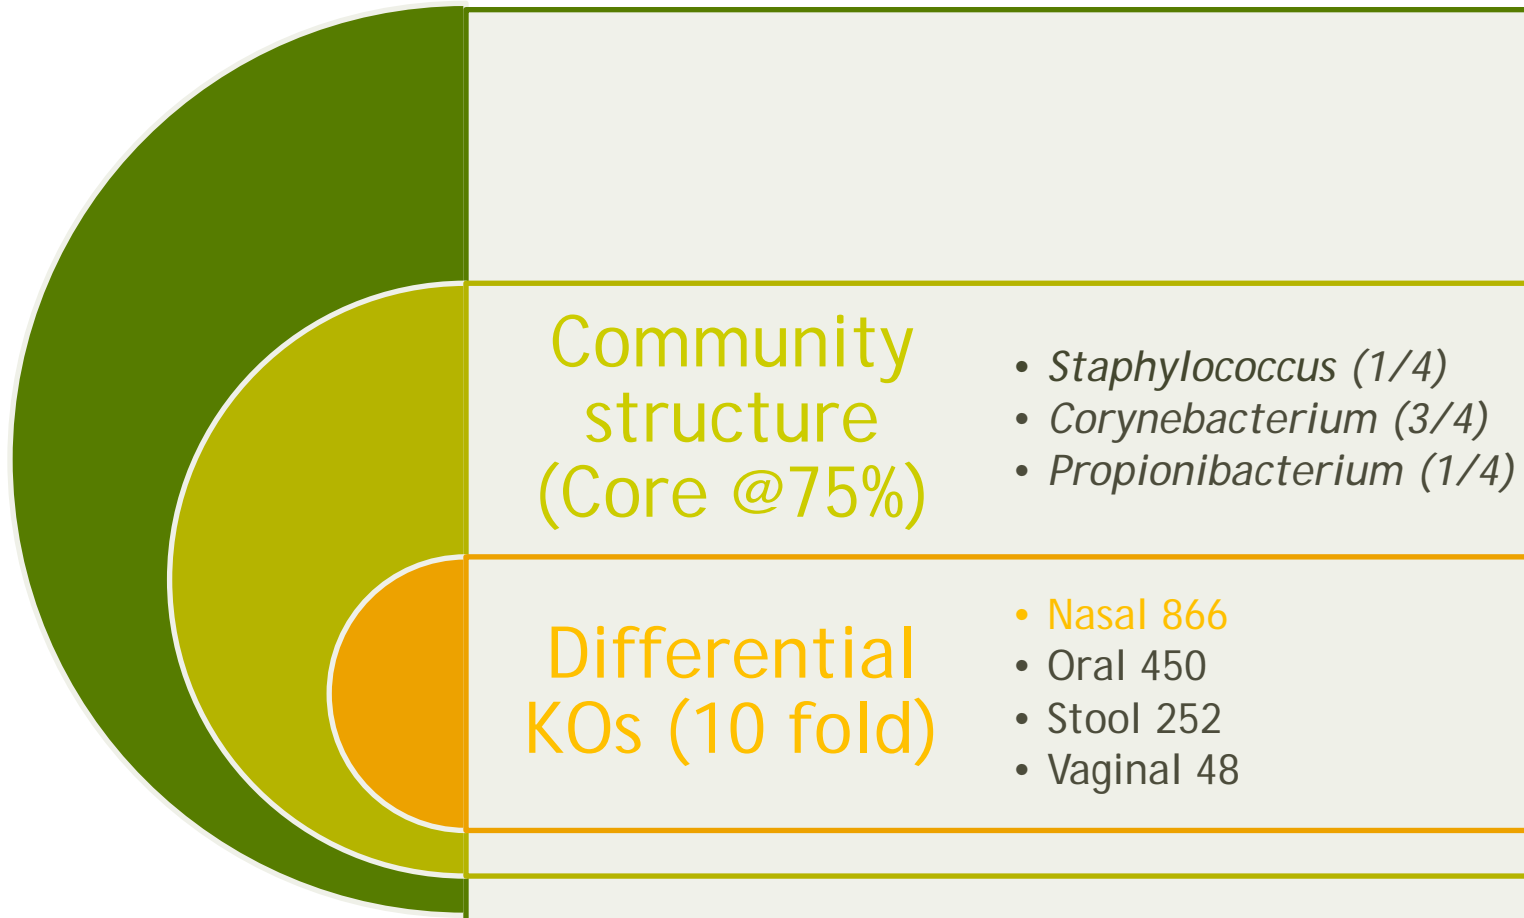 Community
structure
(Core @75%)
• Staphylococcus (1/4)
• Corynebacterium (3/4)
• Propionibacterium (1/4)
Differential
KOs (10 fold)
• Nasal 866
• Oral 450
• Stool 252
• Vaginal 48